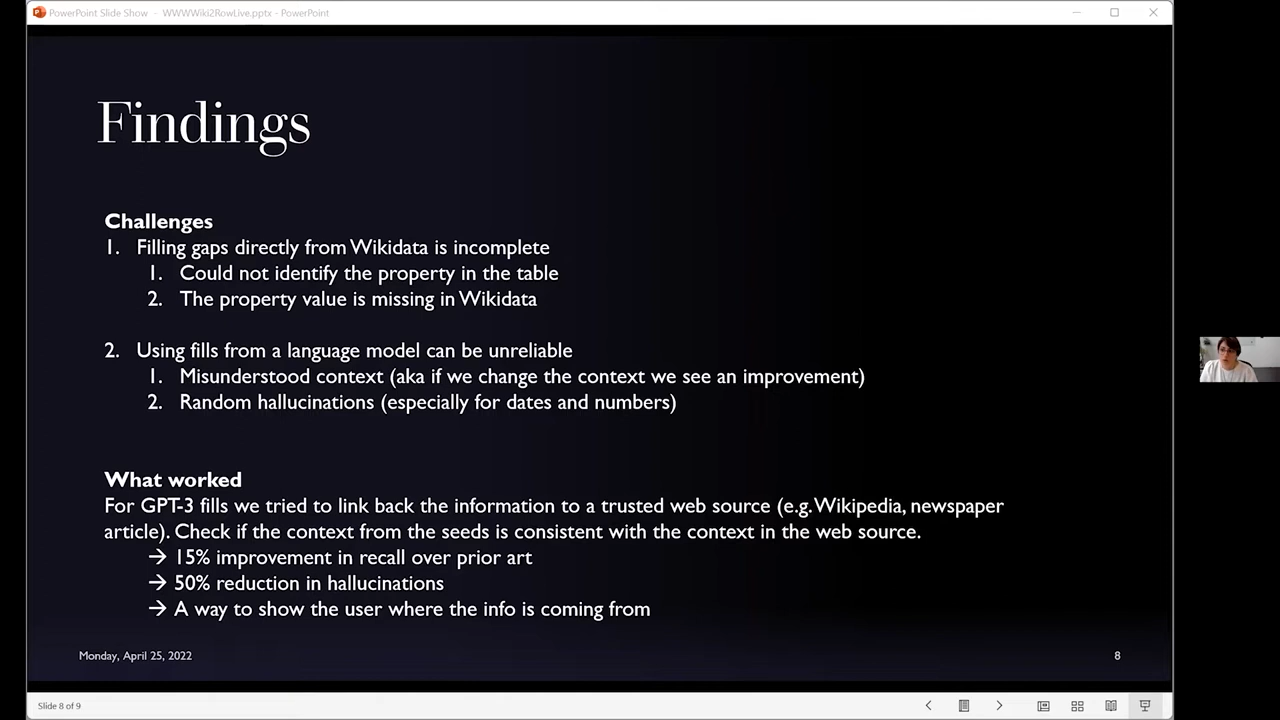 PowerPoint Slide Show - WWWWiki2RowLive.pptx - PowerPoint
Findings
Challenges
1. Filling gaps directly from Wikidata is incomplete
1. Could not identify the property in the table
2. The property value is missing in Wikidata
2. Using fills from a language model can be unreliable
1. Misunderstood context (aka if we change the context we see an improvement)
2. Random hallucinations (especially for dates and numbers)
What worked
For GPT-3 fills we tried to link back the information to a trusted web source (e.g. Wikipedia, newspaper
article). Check if the context from the seeds is consistent with the context in the web source.
→ 15% improvement in recall over prior art
→ 50% reduction in hallucinations
→ A way to show the user where the info is coming from
Monday, April 25, 2022
8
Slide 8 of 9